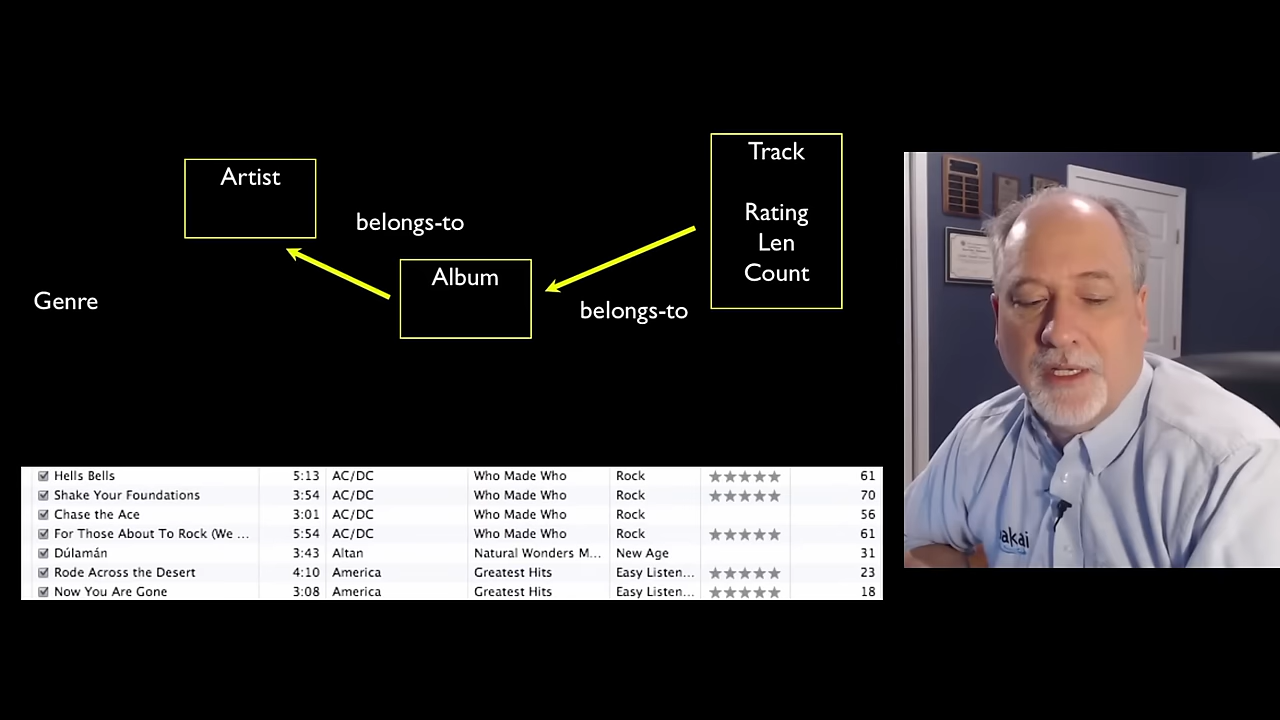 Artist
belongs-to
Album
belongs-to
Track
Rating
Len
Count
Genre
Hells Bells 5:13 AC/DC Who Made Who Rock ★★★★★ 61
Shake Your Foundations 3:54 AC/DC Who Made Who Rock ★★★★★ 70
Chase the Ace 3:01 AC/DC Who Made Who Rock 56
For Those About To Rock (We ... 5:54 AC/DC Who Made Who Rock ★★★★★ 61
Dúlamán 3:43 Altan Natural Wonders M... New Age 31
Rode Across the Desert 4:10 America Greatest Hits Easy Listen... ★★★★★ 23
Now You Are Gone 3:08 America Greatest Hits Easy Listen... ★★★★★ 18